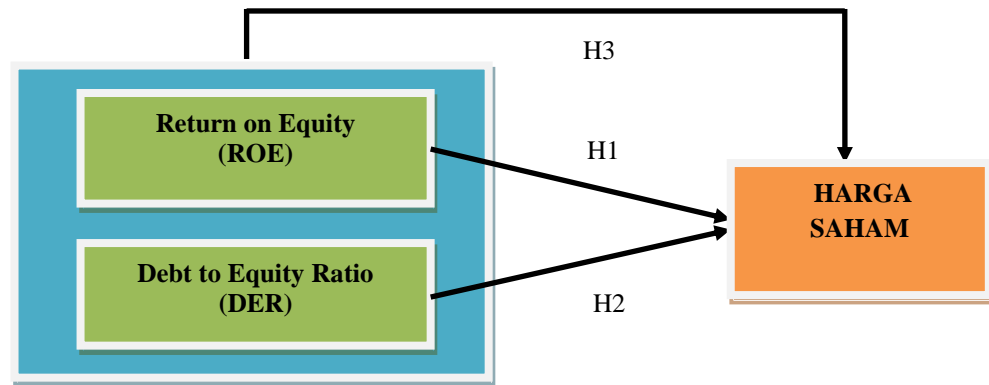 H3
Return on Equity
(ROE)
H1
HARGA
SAHAM
Debt to Equity Ratio
(DER)
H2